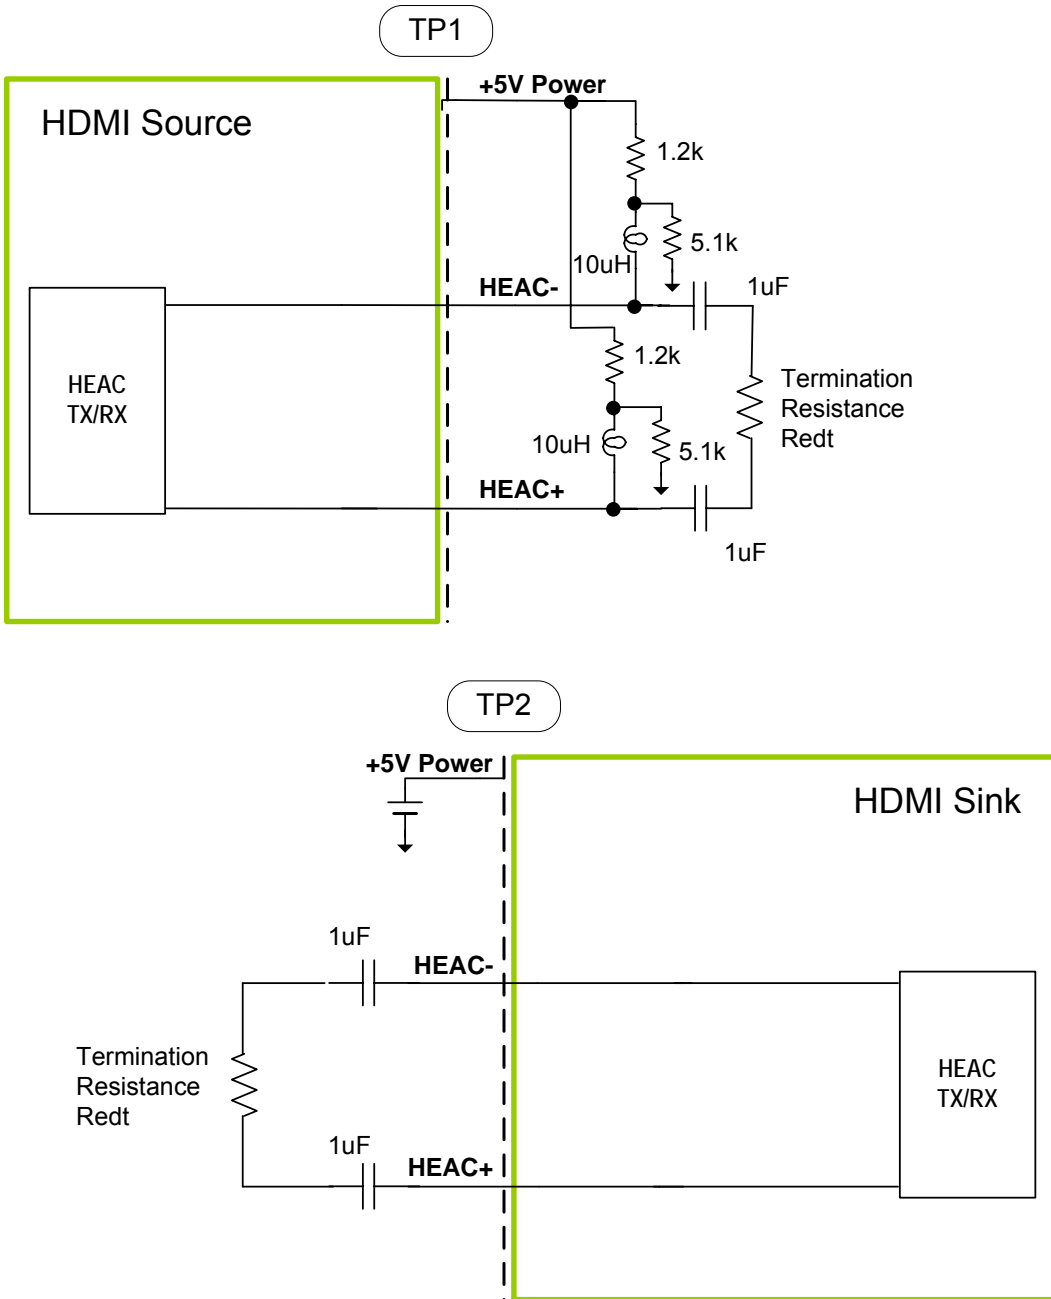 TP1
+5V Power
HDMI Source
1.2k
5.1k
10uH
HEAC-
1uF
1.2k
HEAC
TX/RX
Termination
Resistance
Redt
10uH
5.1k
HEAC+
1uF
TP2
+5V Power
HDMI Sink
1uF
HEAC-
Termination
Resistance
Redt
HEAC
TX/RX
1uF
HEAC+